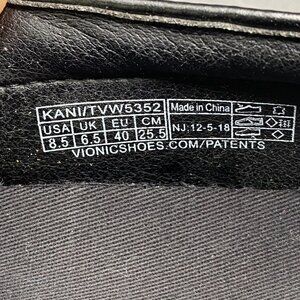 KANI/TVW5352
USA UK EU CM
8.5 6.5 40 25.5
Made in China
NJ:12-5-18
VIONICSHOES.COM/PATENTS